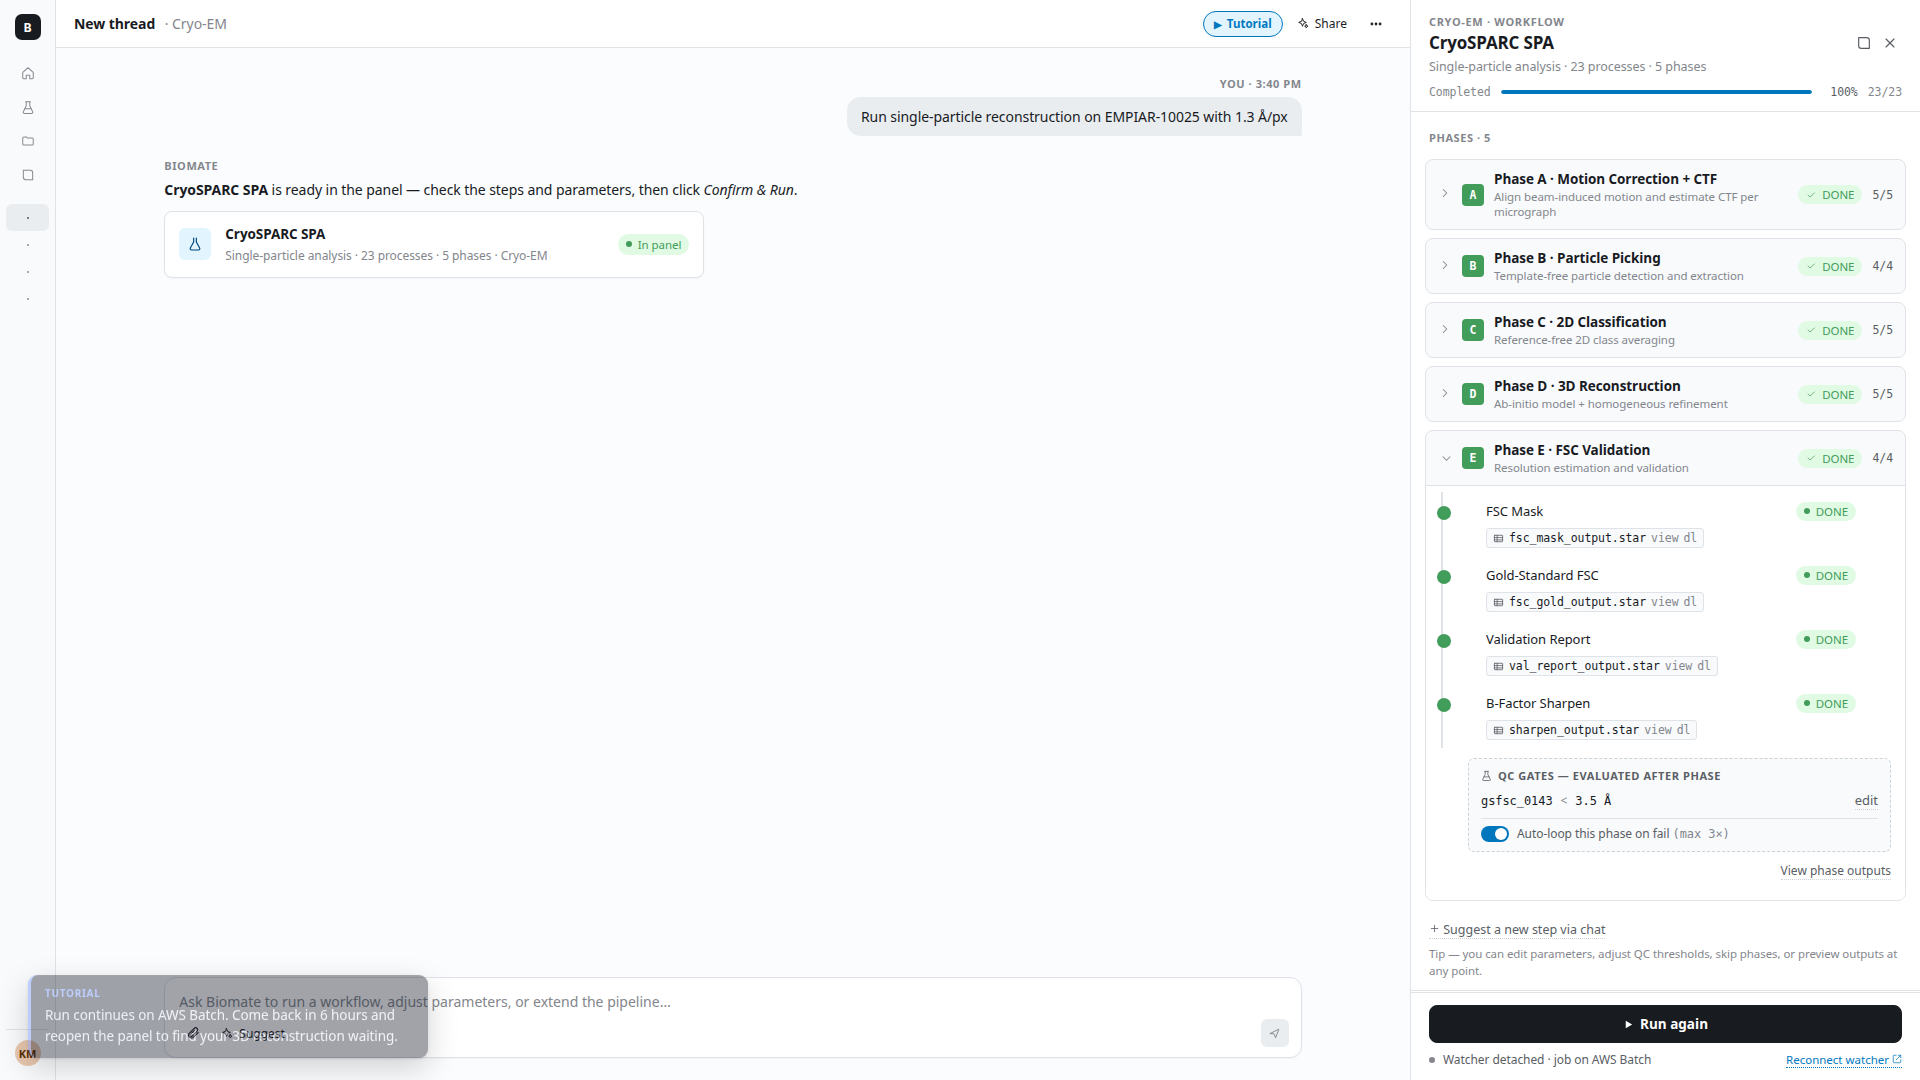 B
New thread · Cryo-EM
▶ Tutorial
Share
YOU · 3:40 PM
Run single-particle reconstruction on EMPIAR-10025 with 1.3 Å/px
BIOMATE
CryoSPARC SPA is ready in the panel — check the steps and parameters, then click Confirm & Run.
CryoSPARC SPA
Single-particle analysis · 23 processes · 5 phases · Cryo-EM
In panel
Ask Biomate to run a workflow, adjust parameters, or extend the pipeline...
Suggest
TUTORIAL
Run continues on AWS Batch. Come back in 6 hours and
reopen the panel to find your 3D reconstruction waiting.
KM
CRYO-EM · WORKFLOW
CryoSPARC SPA
Single-particle analysis · 23 processes · 5 phases
Completed 100% 23/23
PHASES · 5
A
Phase A · Motion Correction + CTF
Align beam-induced motion and estimate CTF per
micrograph
DONE 5/5
B
Phase B · Particle Picking
Template-free particle detection and extraction
DONE 4/4
C
Phase C · 2D Classification
Reference-free 2D class averaging
DONE 5/5
D
Phase D · 3D Reconstruction
Ab-initio model + homogeneous refinement
DONE 5/5
E
Phase E · FSC Validation
Resolution estimation and validation
DONE 4/4
FSC Mask DONE
fsc_mask_output.star view dl
Gold-Standard FSC DONE
fsc_gold_output.star view dl
Validation Report DONE
val_report_output.star view dl
B-Factor Sharpen DONE
sharpen_output.star view dl
QC GATES — EVALUATED AFTER PHASE
gsfsc_0143 < 3.5 Å edit
Auto-loop this phase on fail (max 3×)
View phase outputs
+ Suggest a new step via chat
Tip — you can edit parameters, adjust QC thresholds, skip phases, or preview outputs at
any point.
Run again
Watcher detached · job on AWS Batch
Reconnect watcher